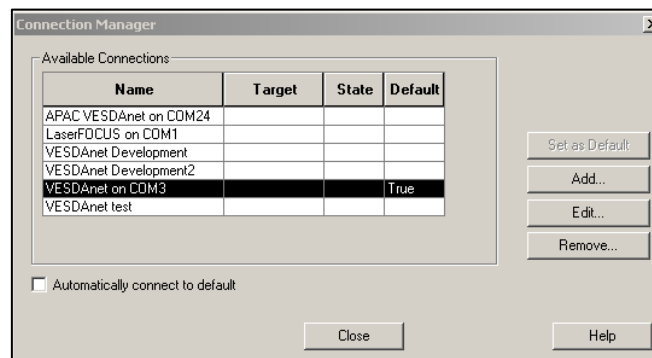 Connection Manager
Available Connections
Name Target State Default
APAC VESDAnet on COM24
LaserFOCUS on COM1
VESDAnet Development
VESDAnet Development2
VESDAnet on COM3 True
VESDAnet test
Set as Default
Add...
Edit...
Remove...
Automatically connect to default
Close Help